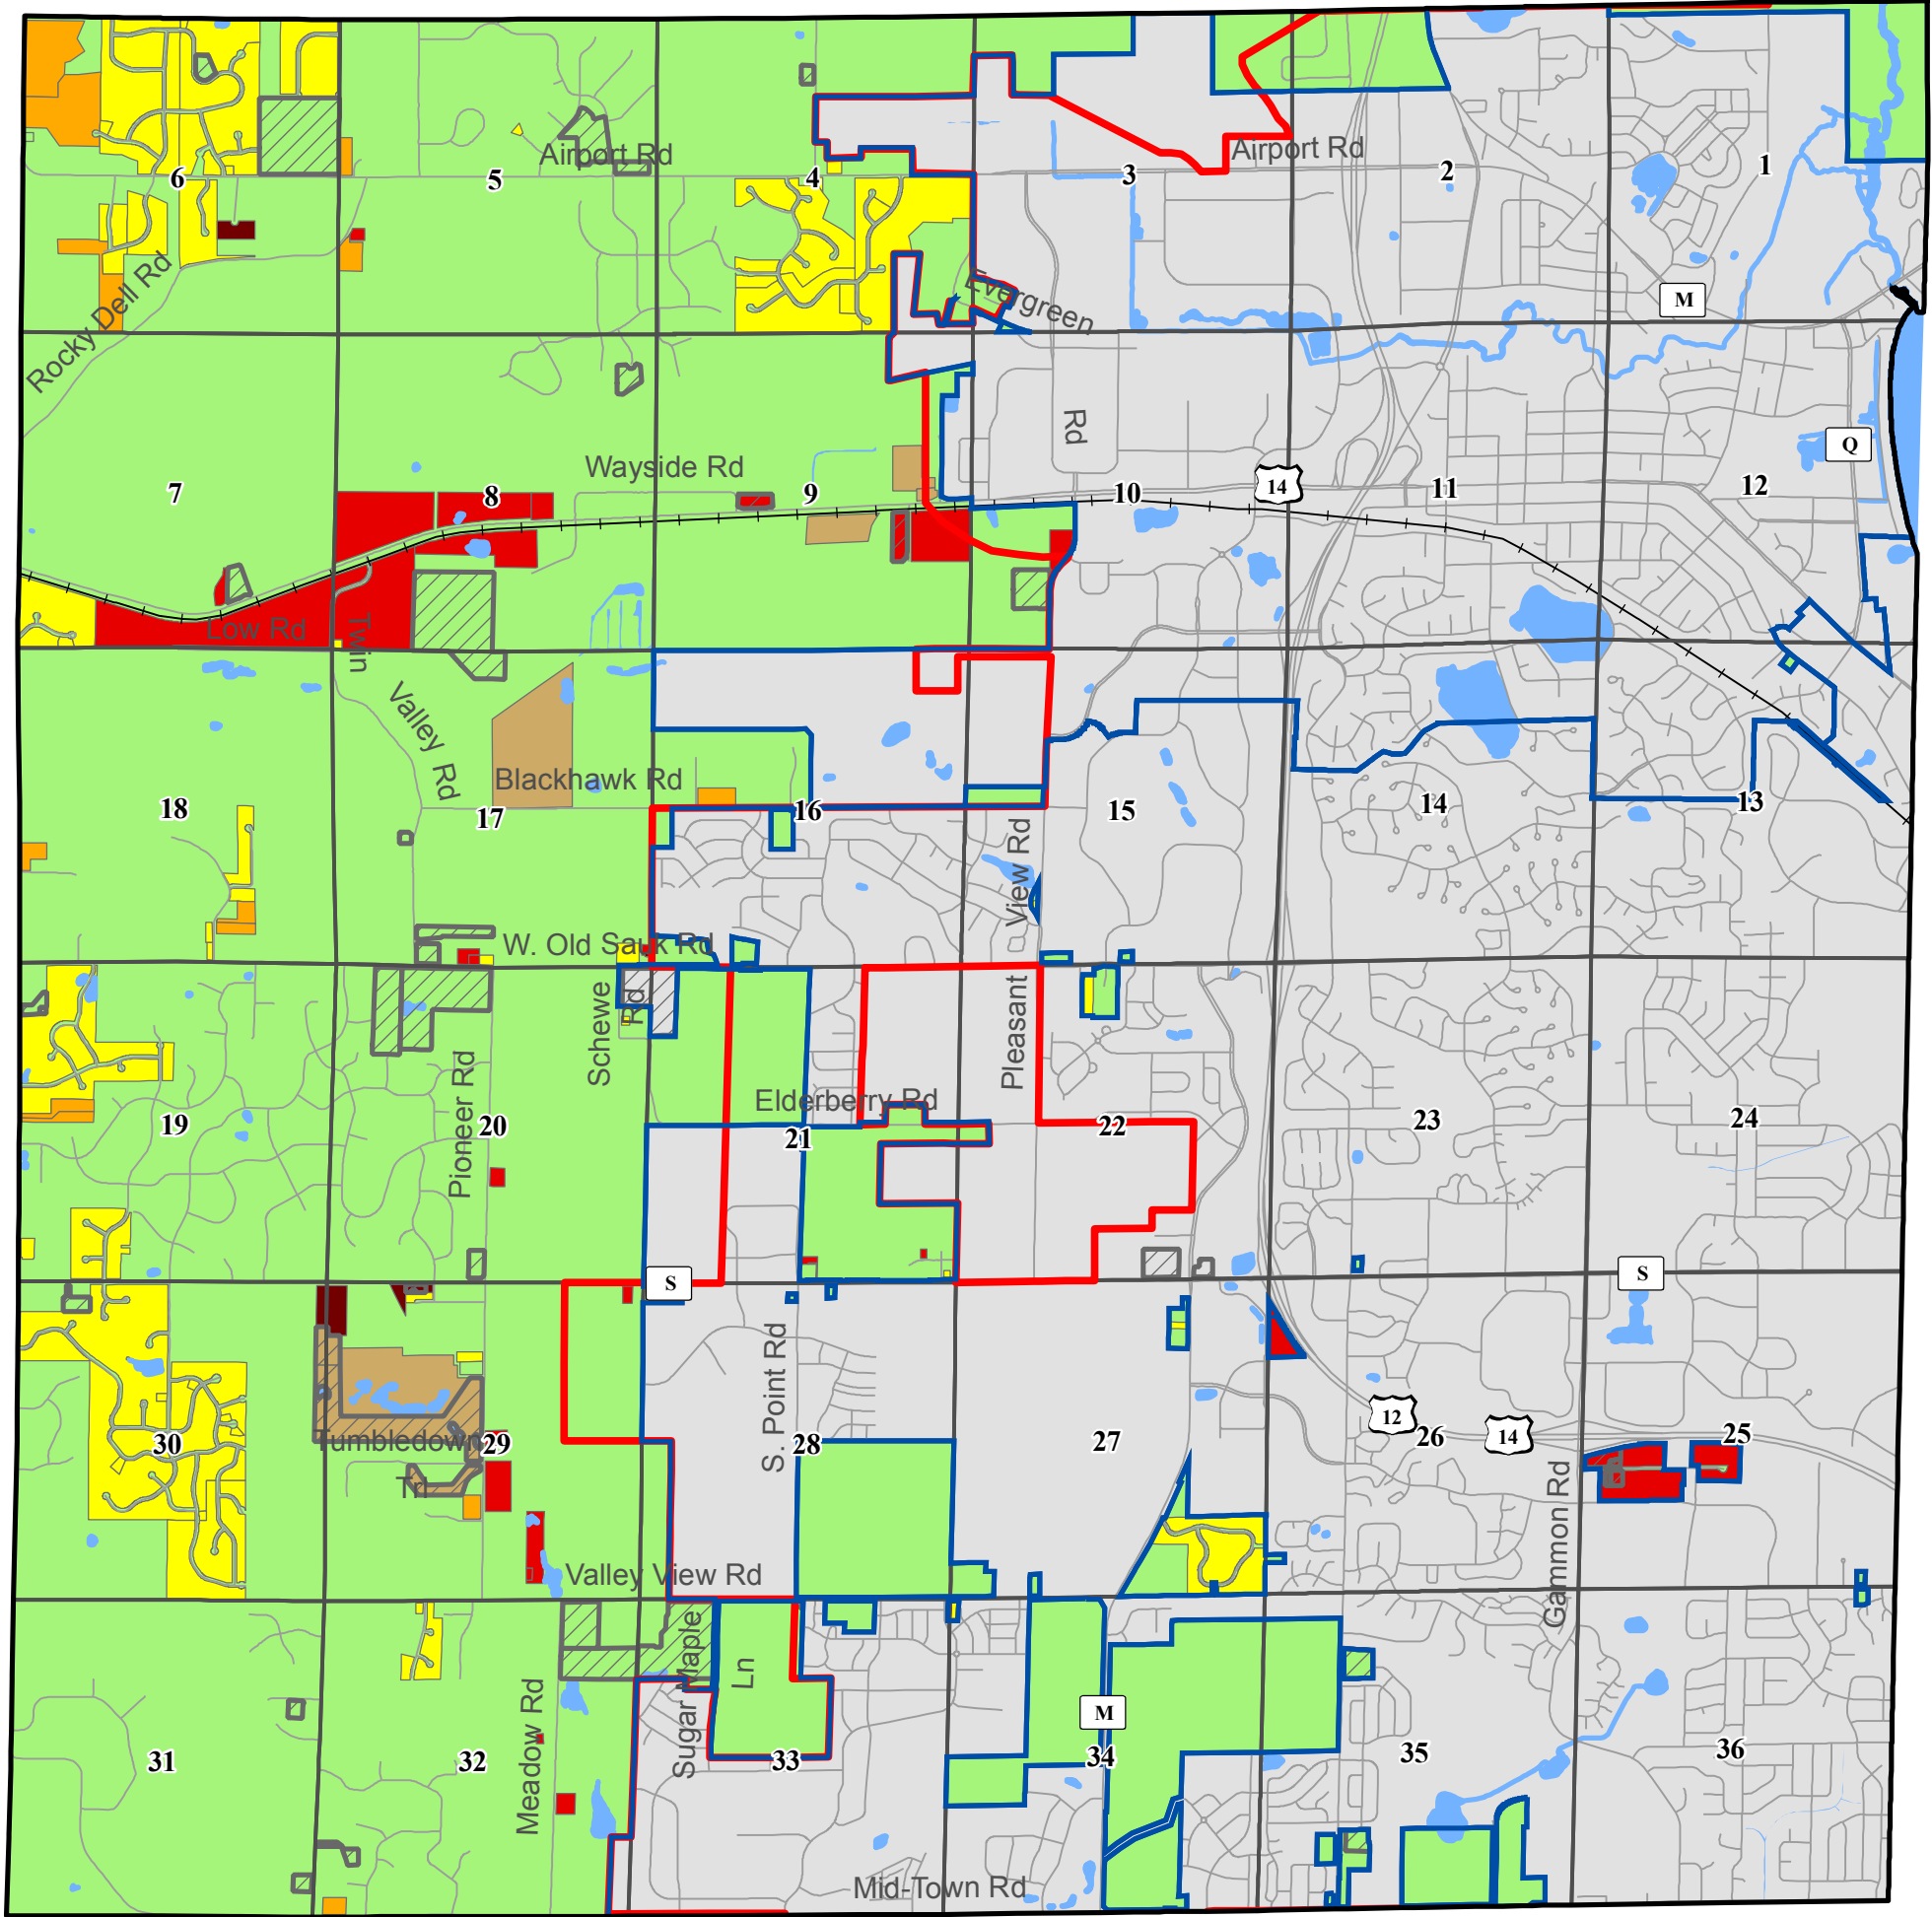 Airport Rd
Airport Rd
6
5
4
3
2
1
Rocky Dell Rd
Evergreen
M
Rd
Q
Wayside Rd
7
8
9
10
14
11
12
Low Rd
Twin
Valley Rd
Blackhawk Rd
18
17
16
15
14
13
View Rd
W. Old Sauk Rd
Schewe
Rd
Pleasant
Pioneer Rd
Elderberry Rd
19
20
21
22
23
24
S
S
S. Point Rd
12
14
30
Tumbledown
Trl
29
28
27
26
25
Gammon Rd
Valley View Rd
Sugar Maple
Ln
Meadow Rd
M
31
32
33
34
35
36
Mid-Town Rd